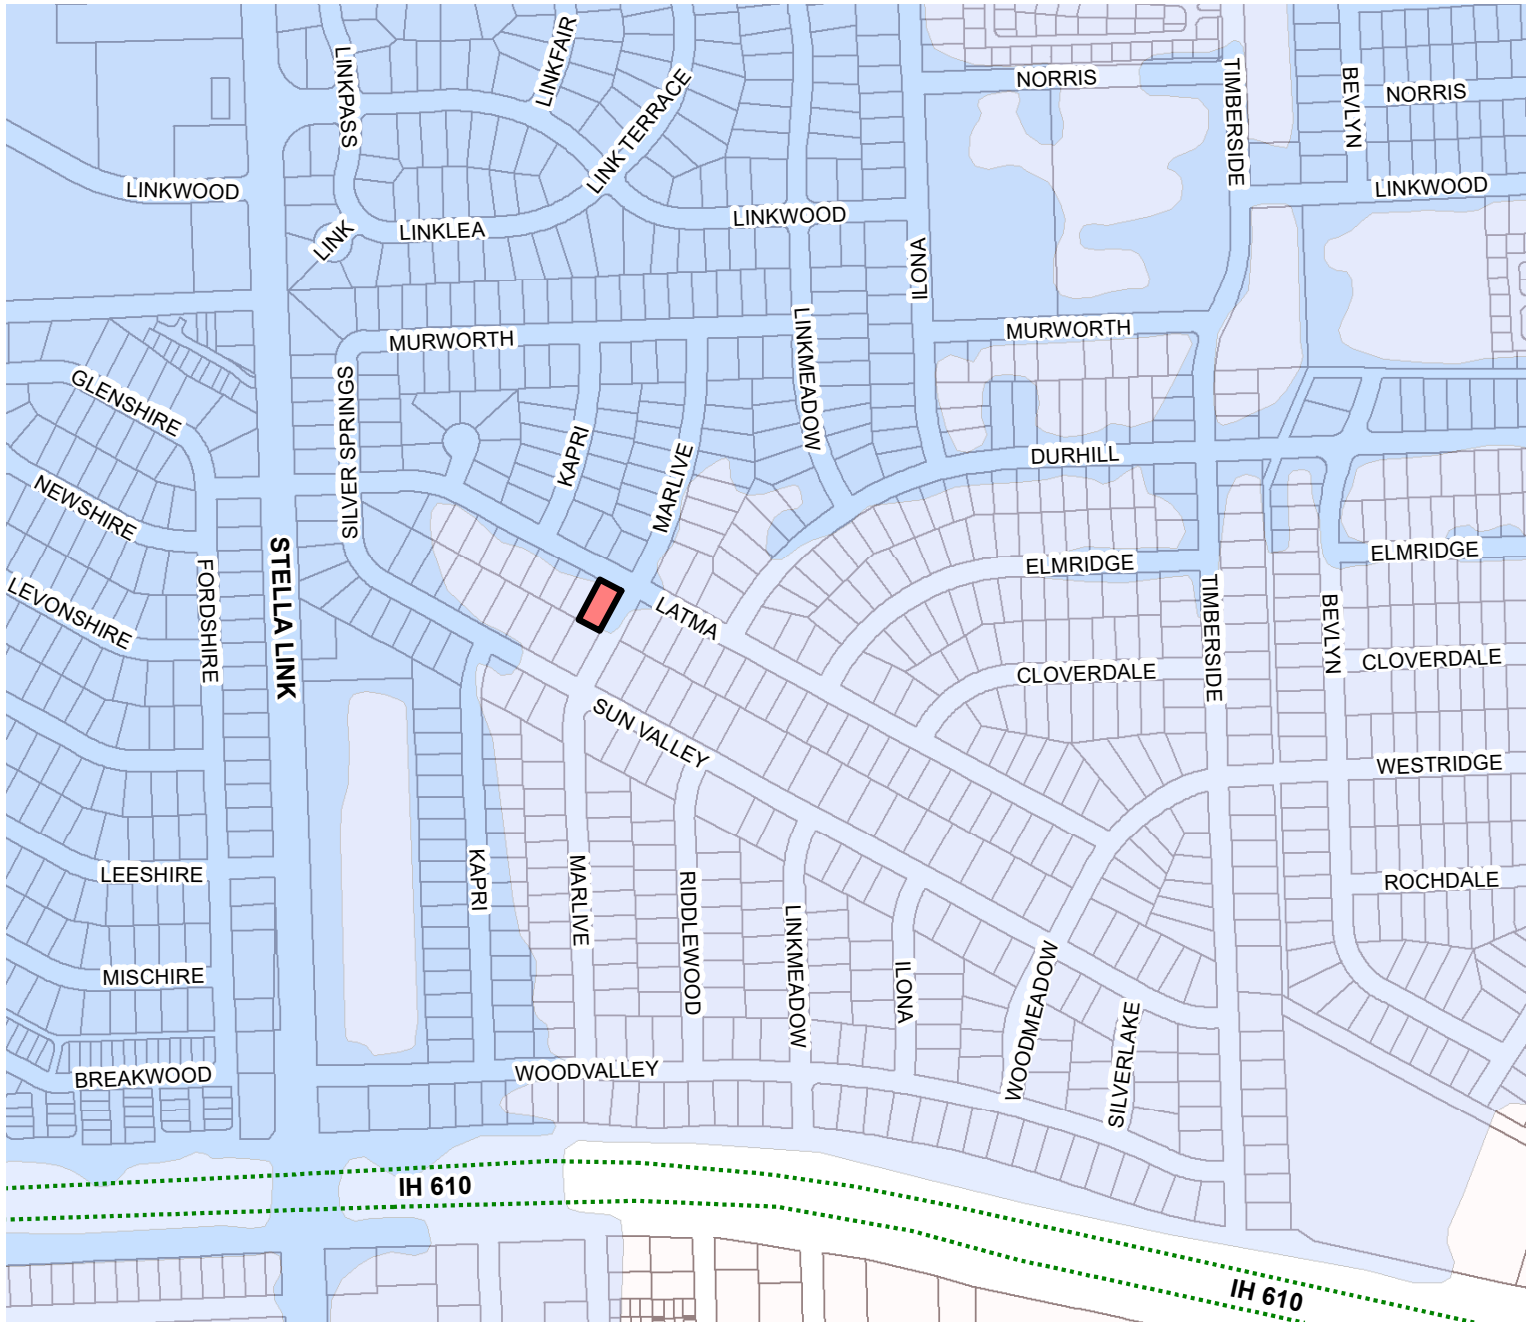 LINKFAIR
LINKPASS
LINK TERRACE
NORRIS
TIMBERSIDE
BEVLYN
NORRIS
LINKWOOD
LINKWOOD
LINKWOOD
LINKLEA
LINK
ILONA
MURWORTH
MURWORTH
LINKMEADOW
GLENSHIRE
SILVER SPRINGS
KAPRI
MARLIVE
DURHILL
NEWSHIRE
ELMRIDGE
ELMRIDGE
LEVONSHIRE
FORDSHIRE
STELLA LINK
LATMA
TIMBERSIDE
BEVLYN
CLOVERDALE
CLOVERDALE
SUN VALLEY
WESTRIDGE
LEESHIRE
KAPRI
MARLIVE
RIDDLEWOOD
LINKMEADOW
ROCHDALE
ILONA
WOODMEADOW
MISCHIRE
SILVERLAKE
BREAKWOOD
WOODVALLEY
IH 610
IH 610